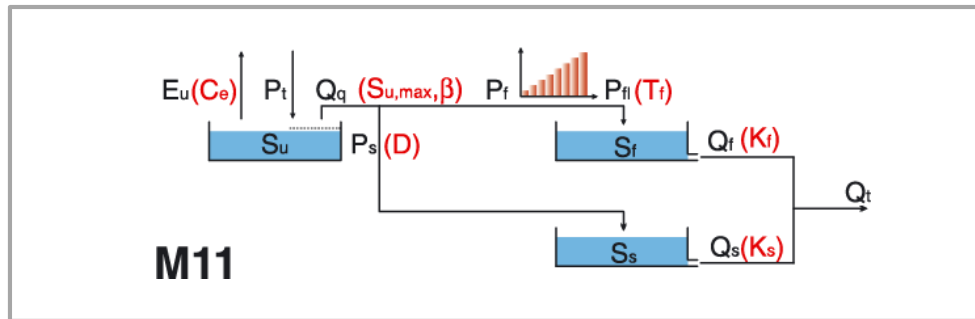 Eu(Ce) Pt Qq (Su,max,β) Pf Pfl(Tf)
Su Ps(D) Sf Qf (Kf)
Qt
Ss Qs(Ks)
M11